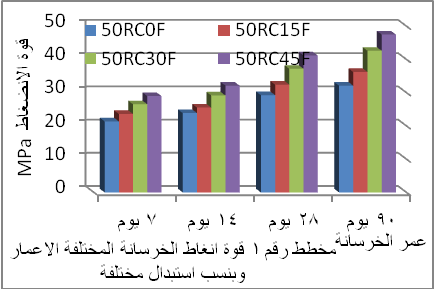 50
40
30
20
10
0
قوة الانضغاط
MPa
50RC0F 50RC15F
50RC30F 50RC45F
٧ يوم ١٤ يوم ٢٨ يوم ٩٠ يوم
عمر الخرسانة
مخطط رقم ١ قوة انغاط الخرسانة المختلفة الاعمار
وبنسب استبدال مختلفة